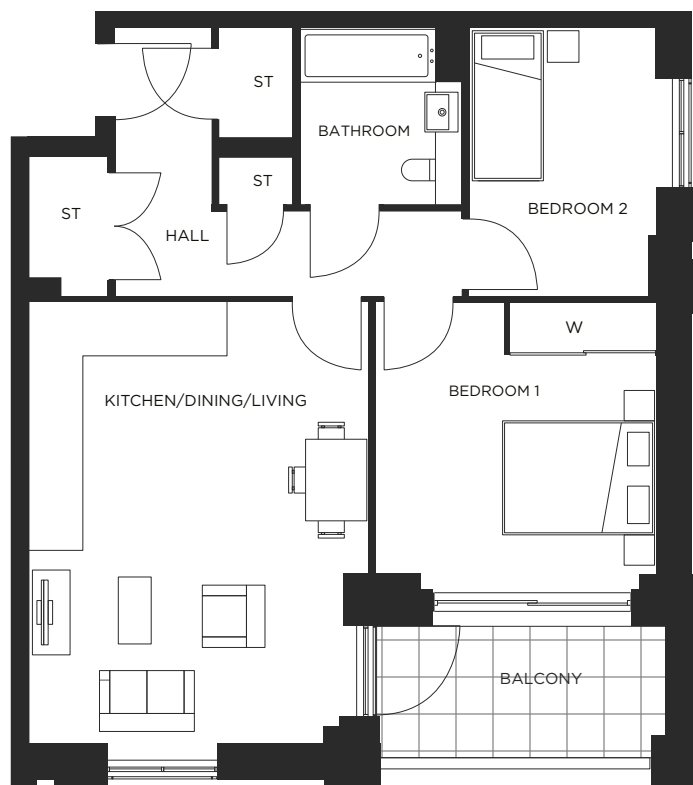 ST
BATHROOM
ST
ST
BEDROOM 2
HALL
W
BEDROOM 1
KITCHEN/DINING/LIVING
BALCONY